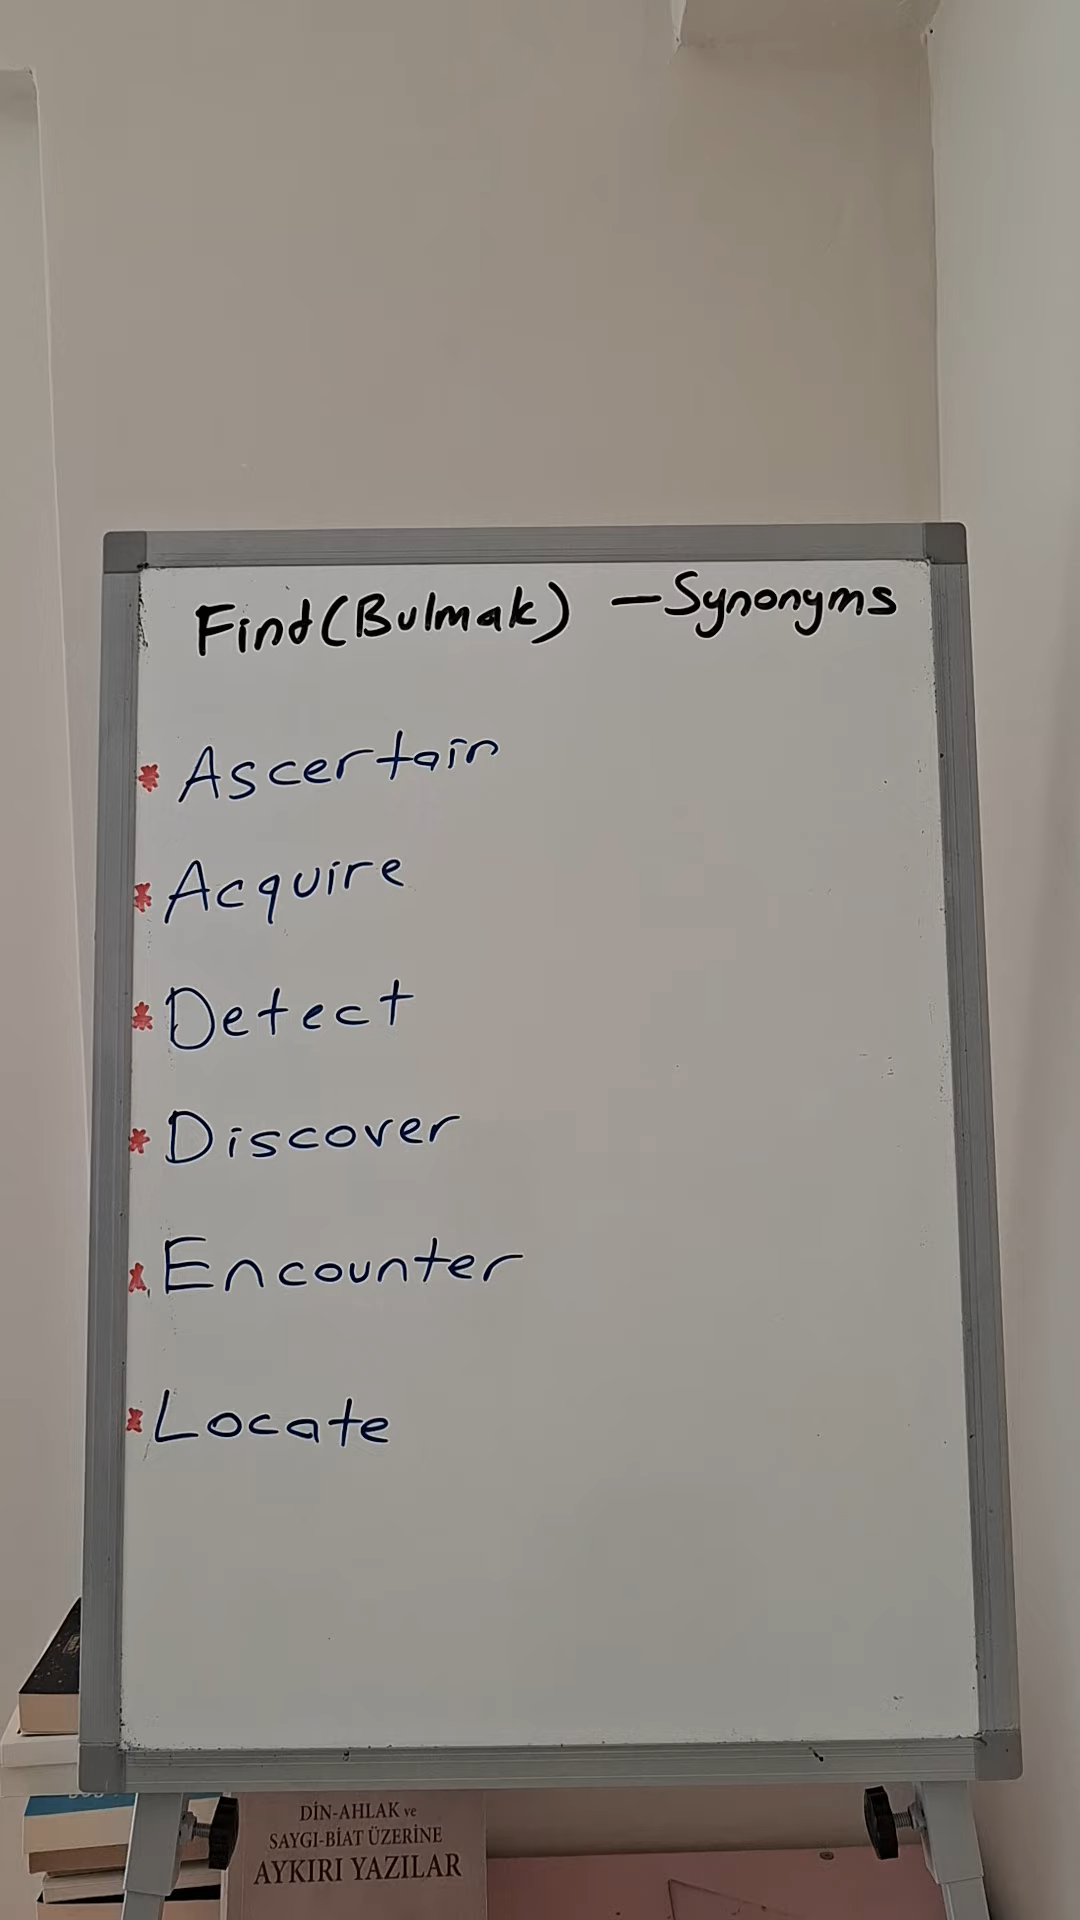 Find (Bulmak) – Synonyms
* Ascertain
* Acquire
* Detect
* Discover
* Encounter
* Locate
DİN-AHLAK ve
SAYGI-BİAT ÜZERİNE
AYKIRI YAZILAR